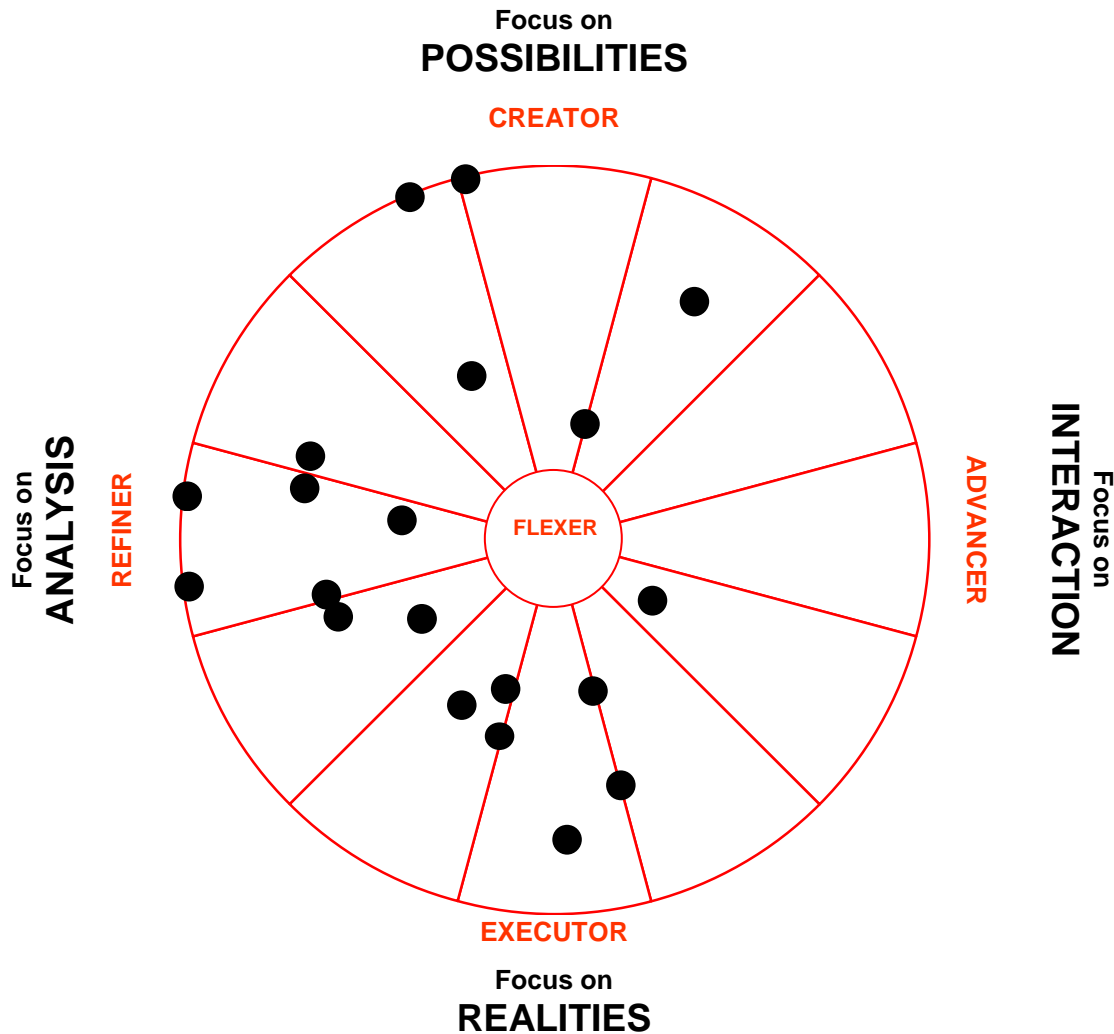 Focus on
POSSIBILITIES
CREATOR
Focus on
ANALYSIS
REFINER
FLEXER
ADVANCER
INTERACTION
Focus on
EXECUTOR
Focus on
REALITIES